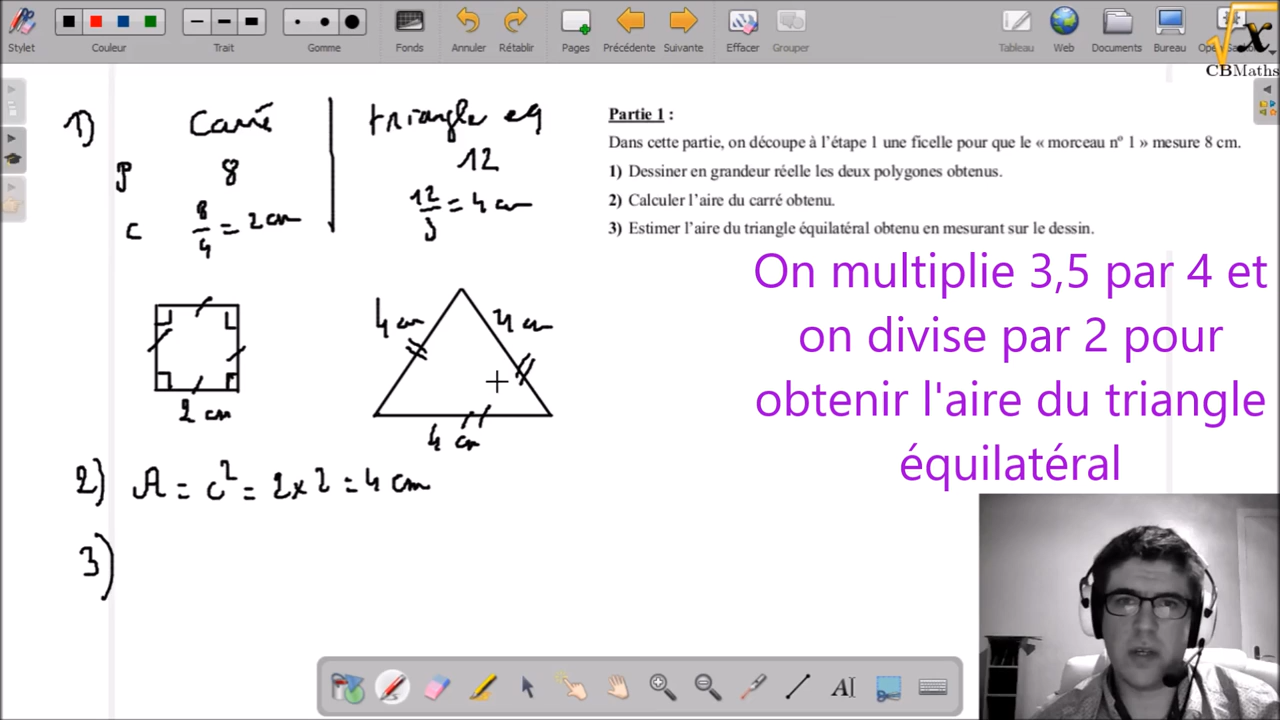 Stylet
Couleur
Trait
Gomme
Fonds
Annuler
Rétablir
Pages
Précédente
Suivante
Effacer
Grouper
Tableau
Web
Documents
Bureau
√x
CBMaths
1) Carré triangle eq
P 8 12
c 8/4 = 2 cm 12/3 = 4 cm
4 cm 4 cm
2 cm 4 cm
2) A = c² = 2 x 2 = 4 cm
3)
Partie 1 :
Dans cette partie, on découpe à l’étape 1 une ficelle pour que le « morceau n° 1 » mesure 8 cm.
1) Dessiner en grandeur réelle les deux polygones obtenus.
2) Calculer l’aire du carré obtenu.
3) Estimer l’aire du triangle équilatéral obtenu en mesurant sur le dessin.
On multiplie 3,5 par 4 et
on divise par 2 pour
obtenir l'aire du triangle
équilatéral
AI